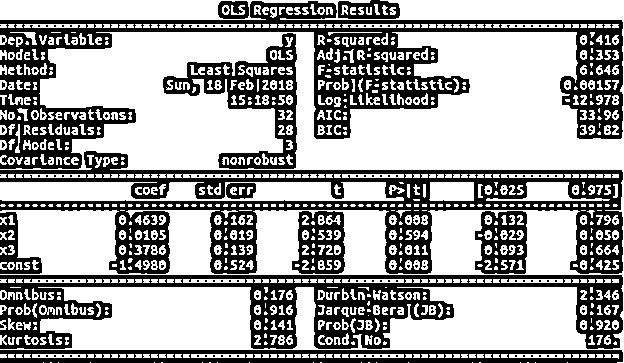 OLS Regression Results
Dep. Variable: y R-squared: 0.416
Model: OLS Adj. R-squared: 0.353
Method: Least Squares F-statistic: 6.646
Date: Sun, 18 Feb 2018 Prob (F-statistic): 0.00157
Time: 15:18:50 Log-Likelihood: -12.978
No. Observations: 32 AIC: 33.96
Df Residuals: 28 BIC: 39.82
Df Model: 3
Covariance Type: nonrobust
coef std err t P>|t| [0.025 0.975]
x1 0.4639 0.162 2.864 0.008 0.132 0.796
x2 0.0105 0.019 0.539 0.594 -0.029 0.050
x3 0.3786 0.139 2.720 0.011 0.093 0.664
const -1.4980 0.524 -2.859 0.008 -2.571 -0.425
Omnibus: 0.176 Durbin-Watson: 2.346
Prob(Omnibus): 0.916 Jarque-Bera (JB): 0.167
Skew: 0.141 Prob(JB): 0.920
Kurtosis: 2.786 Cond. No. 176.